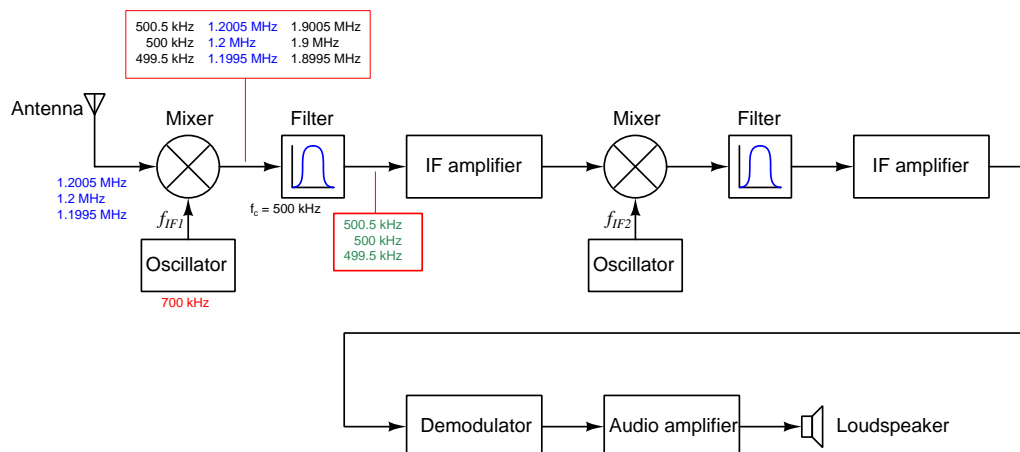 500.5 kHz 1.2005 MHz 1.9005 MHz
500 kHz 1.2 MHz 1.9 MHz
499.5 kHz 1.1995 MHz 1.8995 MHz
Antenna
Mixer
Filter
Mixer
Filter
IF amplifier
IF amplifier
1.2005 MHz
1.2 MHz
1.1995 MHz
fIF1
fc = 500 kHz
500.5 kHz
500 kHz
499.5 kHz
fIF2
Oscillator
Oscillator
700 kHz
Demodulator
Audio amplifier
Loudspeaker